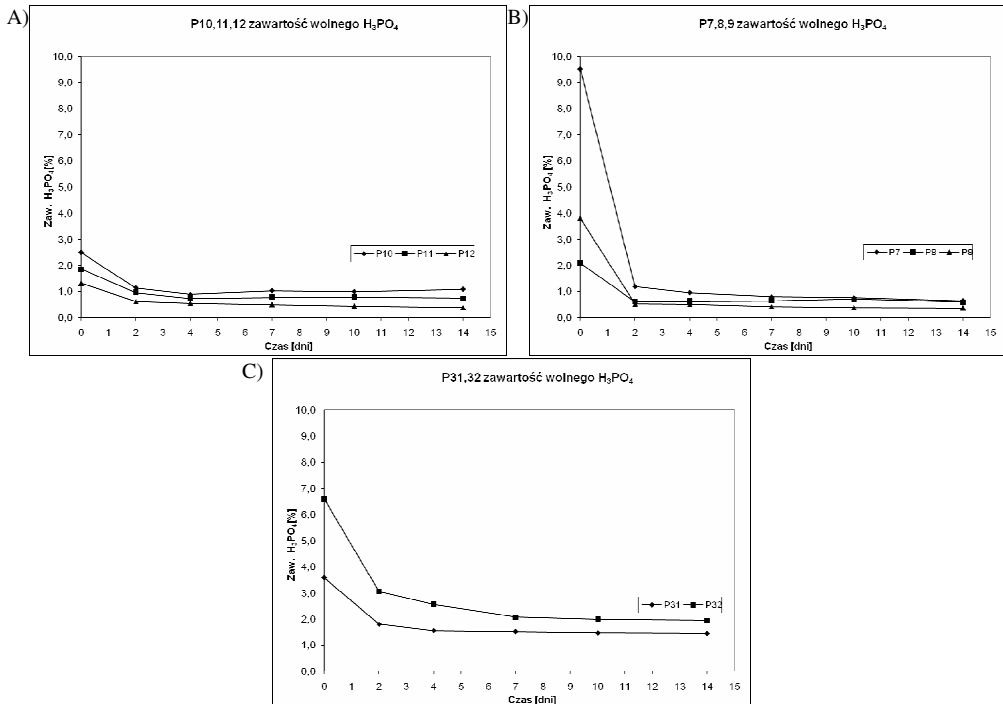 A)
P10,11,12 zawartość wolnego H₃PO₄
10,0
9,0
8,0
7,0
6,0
5,0
4,0
3,0
2,0
1,0
0,0
Zaw. H₃PO₄[%]
P10 P11 P12
0 1 2 3 4 5 6 7 8 9 10 11 12 13 14 15
Czas [dni]
B)
P7,8,9 zawartość wolnego H₃PO₄
10,0
9,0
8,0
7,0
6,0
5,0
4,0
3,0
2,0
1,0
0,0
Zaw. H₃PO₄[%]
P7 P8 P9
0 1 2 3 4 5 6 7 8 9 10 11 12 13 14 15
Czas [dni]
C)
P31,32 zawartość wolnego H₃PO₄
10,0
9,0
8,0
7,0
6,0
5,0
4,0
3,0
2,0
1,0
0,0
Zaw. H₃PO₄[%]
P31 P32
0 1 2 3 4 5 6 7 8 9 10 11 12 13 14 15
Czas [dni]